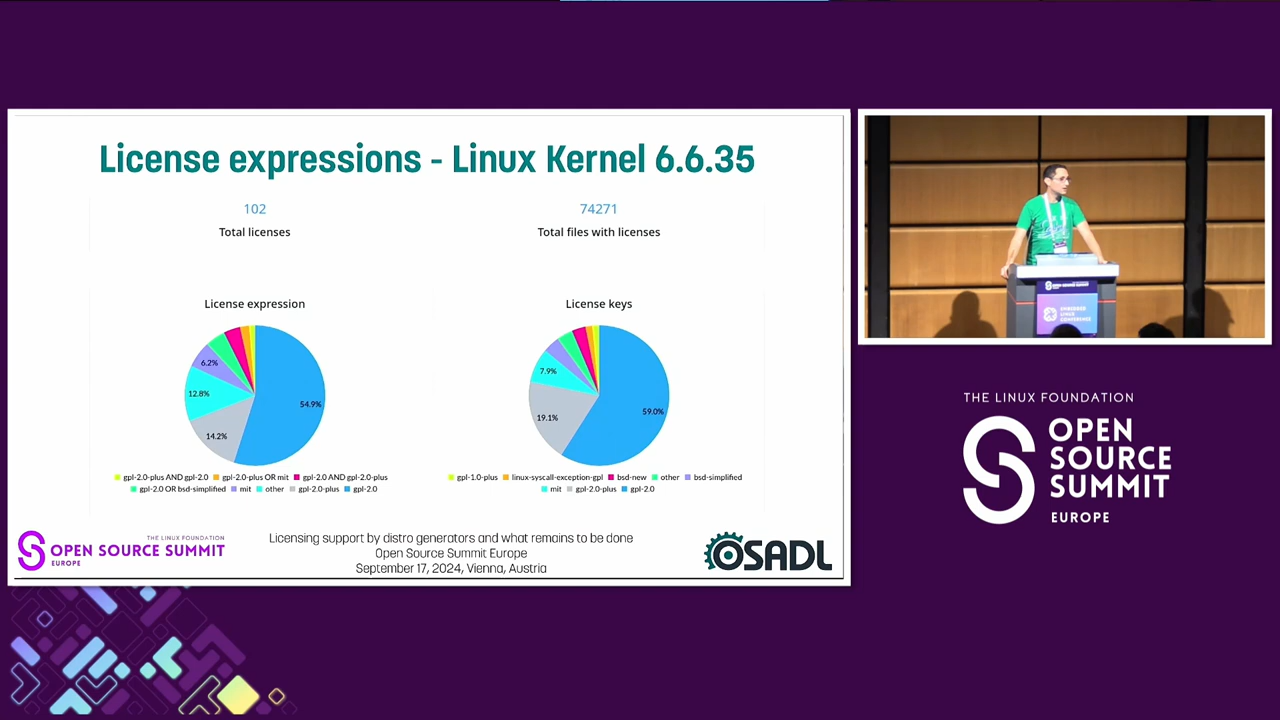 License expressions - Linux Kernel 6.6.35
102
Total licenses
74271
Total files with licenses
License expression
6.2%
12.8%
14.2%
54.9%
gpl-2.0-plus AND gpl-2.0 gpl-2.0-plus OR mit gpl-2.0 AND gpl-2.0-plus
gpl-2.0 OR bsd-simplified mit other gpl-2.0-plus gpl-2.0
License keys
7.9%
19.1%
59.0%
gpl-1.0-plus linux-syscall-exception-gpl bsd-new other bsd-simplified
mit gpl-2.0-plus gpl-2.0
THE LINUX FOUNDATION
OPEN SOURCE SUMMIT
EUROPE
Licensing support by distro generators and what remains to be done
Open Source Summit Europe
September 17, 2024, Vienna, Austria
OSADL
OPEN SOURCE SUMMIT
EMBEDDED
LINUX
CONFERENCE
THE LINUX FOUNDATION
OPEN
SOURCE
SUMMIT
EUROPE